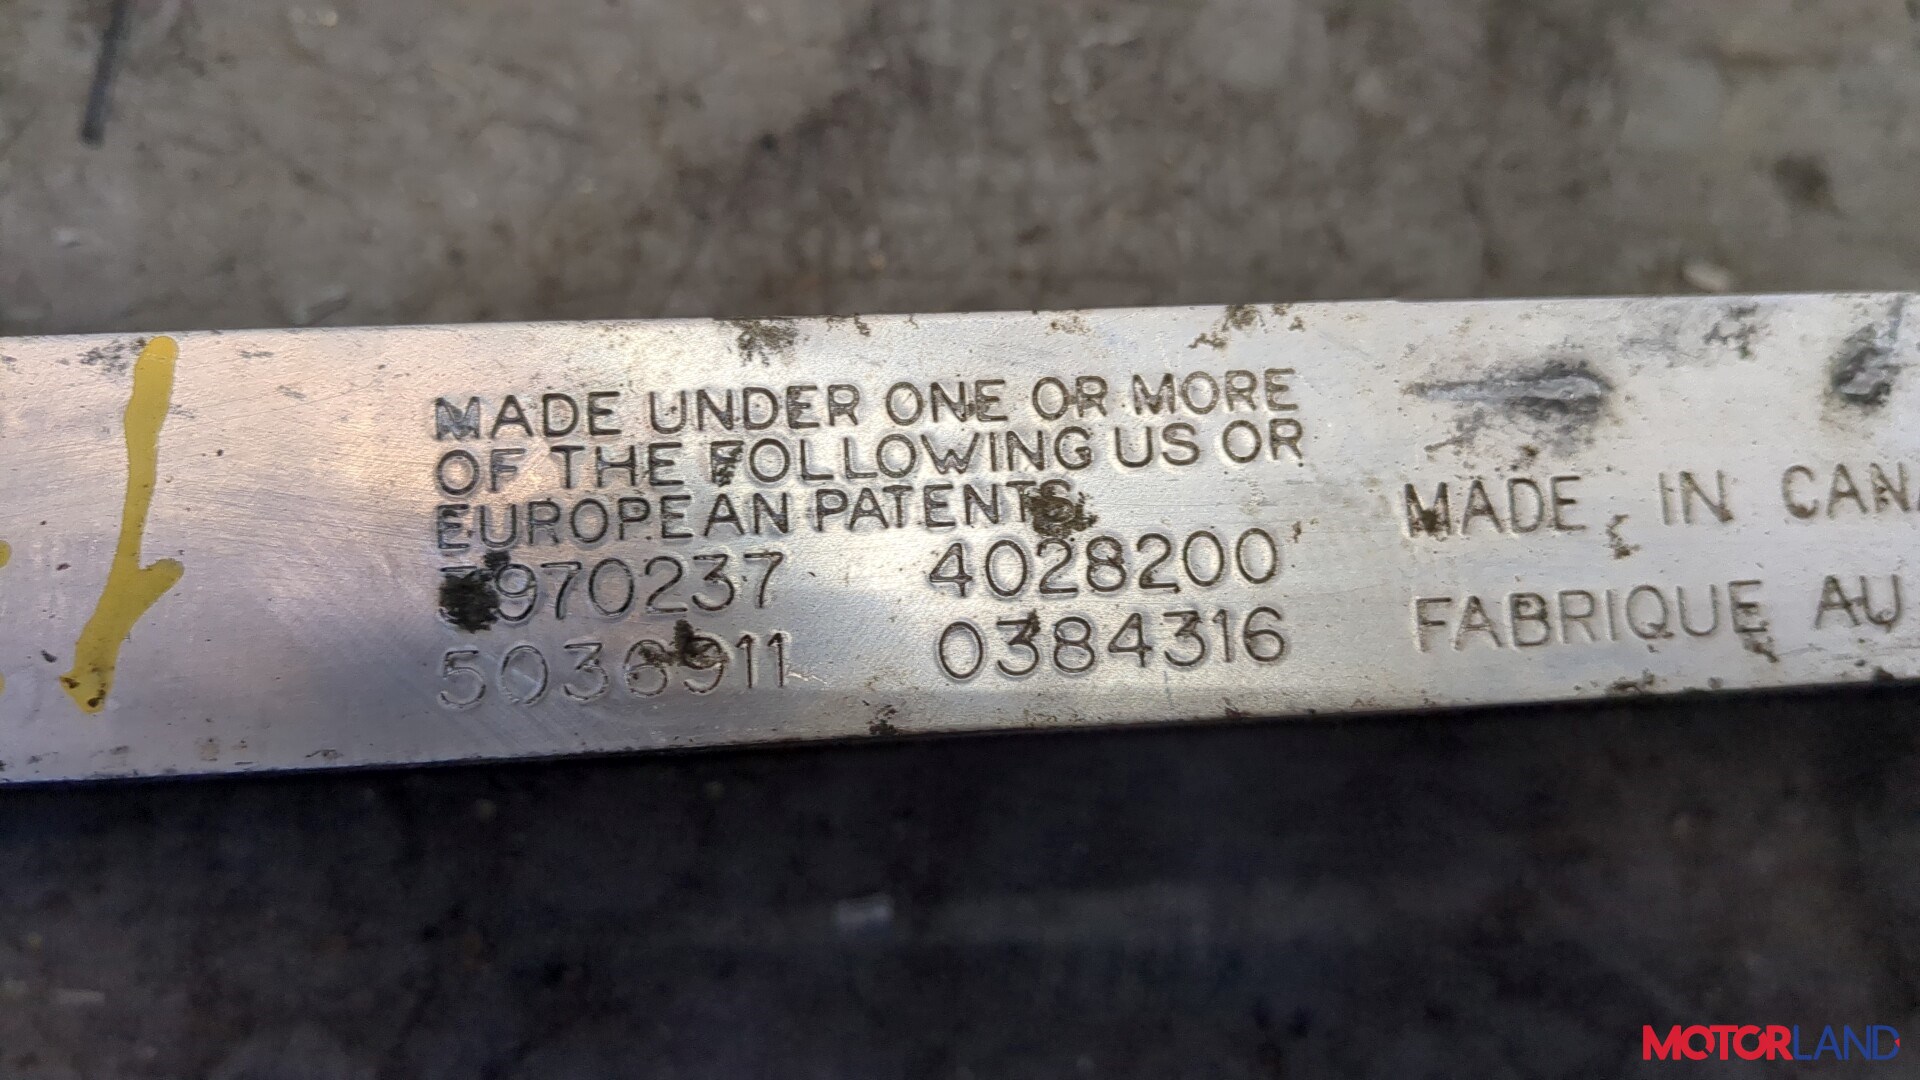 MADE UNDER ONE OR MORE
OF THE FOLLOWING US OR
EUROPEAN PATENTS
4028200
5036911 0384316
MADE IN
FABRIQUE AU
MOTORLAND